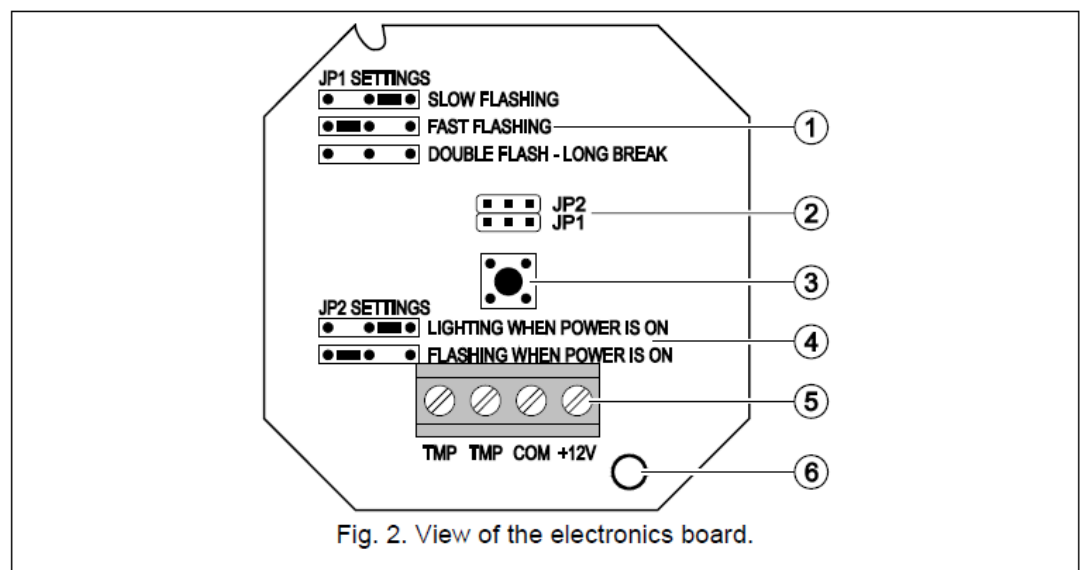 JP1 SETTINGS
SLOW FLASHING
FAST FLASHING
1
DOUBLE FLASH - LONG BREAK
JP2
2
JP1
3
JP2 SETTINGS
LIGHTING WHEN POWER IS ON
4
FLASHING WHEN POWER IS ON
5
TMP TMP COM +12V
6
Fig. 2. View of the electronics board.